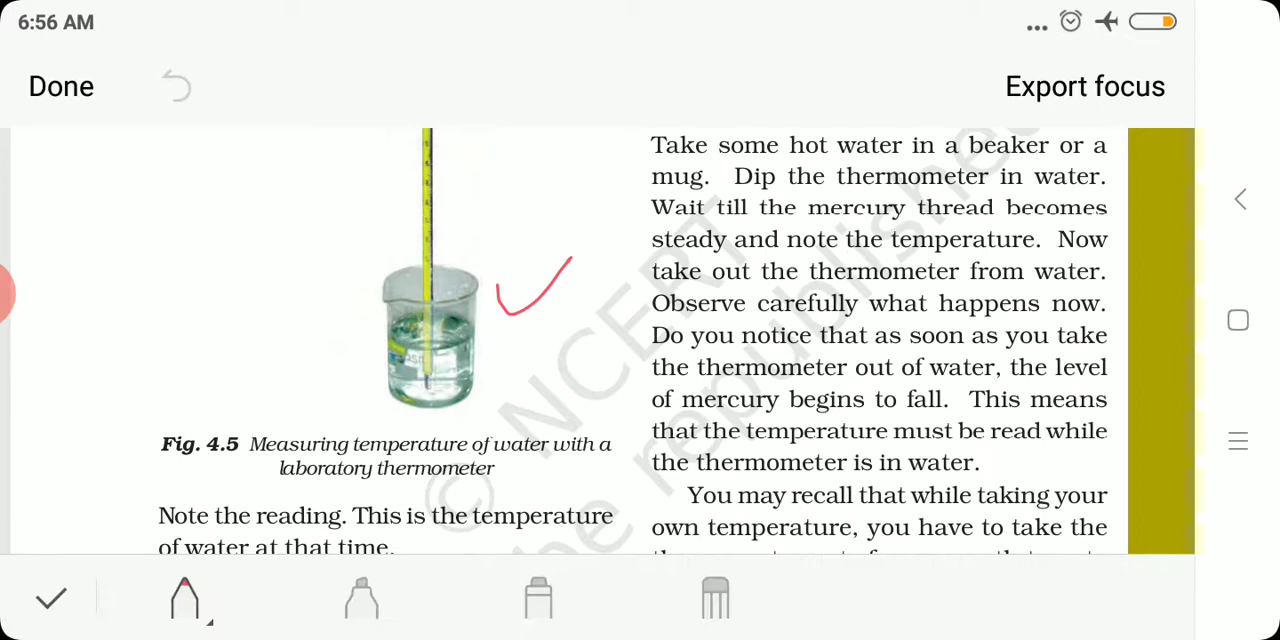 6:56 AM
Done
Export focus
Fig. 4.5 Measuring temperature of water with a
laboratory thermometer
Note the reading. This is the temperature
of water at that time.
Take some hot water in a beaker or a
mug. Dip the thermometer in water.
Wait till the mercury thread becomes
steady and note the temperature. Now
take out the thermometer from water.
Observe carefully what happens now.
Do you notice that as soon as you take
the thermometer out of water, the level
of mercury begins to fall. This means
that the temperature must be read while
the thermometer is in water.
You may recall that while taking your
own temperature, you have to take the
© NCERT
be republished